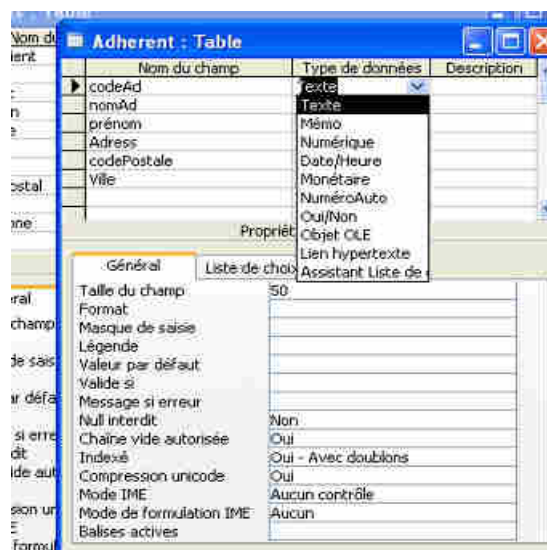 Adherent : Table
Nom du champ Type de données Description
codeAd Texte
nomAd Texte
prénom Mémo
Adress Numérique
codePostale Date/Heure
Ville Monétaire
NuméroAuto
Oui/Non
Objet OLE
Lien hypertexte
Assistant Liste de
Propriét
Général Liste de choix
Taille du champ 50
Format
Masque de saisie
Légende
Valeur par défaut
Valide si
Message si erreur
Null interdit Non
Chaîne vide autorisée Oui
Indexé Oui - Avec doublons
Compression unicode Oui
Mode IME Aucun contrôle
Mode de formulation IME Aucun
Balises actives